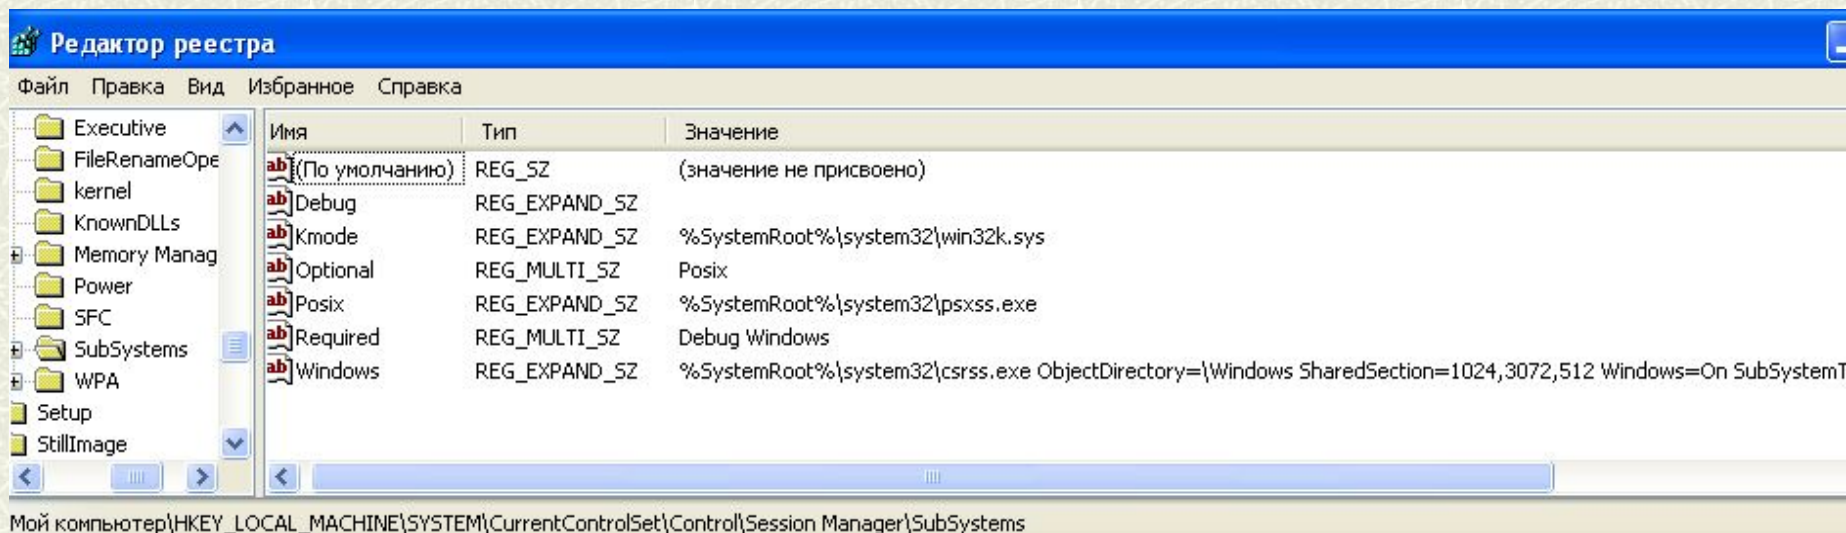 Редактор реестра
Файл Правка Вид Избранное Справка
Executive
FileRenameOpe
kernel
KnownDLLs
Memory Manag
Power
SFC
SubSystems
WPA
Setup
StillImage
Имя Тип Значение
(По умолчанию) REG_SZ (значение не присвоено)
Debug REG_EXPAND_SZ
Kmode REG_EXPAND_SZ %SystemRoot%\system32\win32k.sys
Optional REG_MULTI_SZ Posix
Posix REG_EXPAND_SZ %SystemRoot%\system32\psxss.exe
Required REG_MULTI_SZ Debug Windows
Windows REG_EXPAND_SZ %SystemRoot%\system32\csrss.exe ObjectDirectory=\Windows SharedSection=1024,3072,512 Windows=On SubSystemT
Мой компьютер\HKEY_LOCAL_MACHINE\SYSTEM\CurrentControlSet\Control\Session Manager\SubSystems